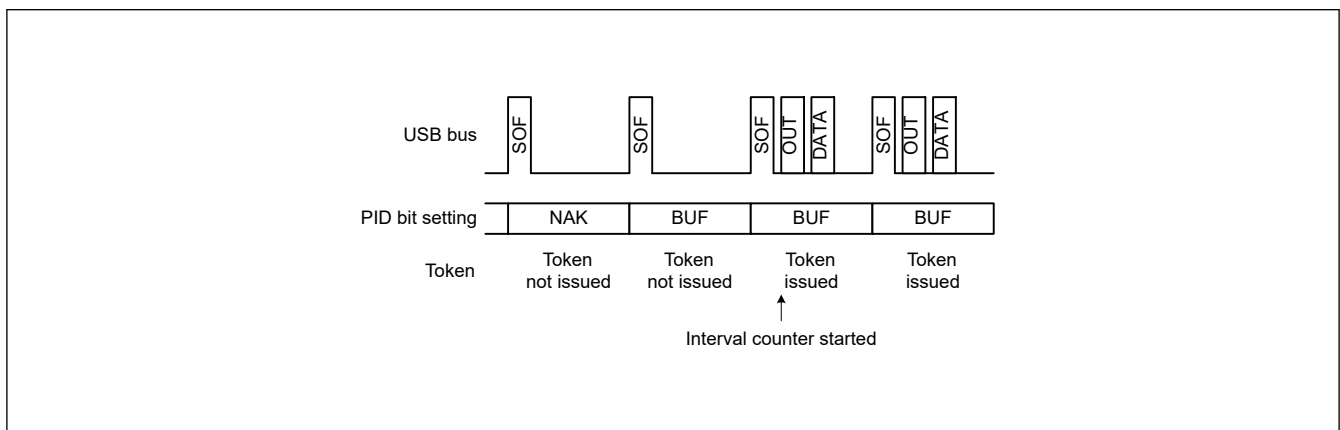 USB bus
SOF
SOF
SOF
OUT
DATA
SOF
OUT
DATA
PID bit setting
NAK
BUF
BUF
BUF
Token
Token
not issued
Token
not issued
Token
issued
Token
issued
Interval counter started